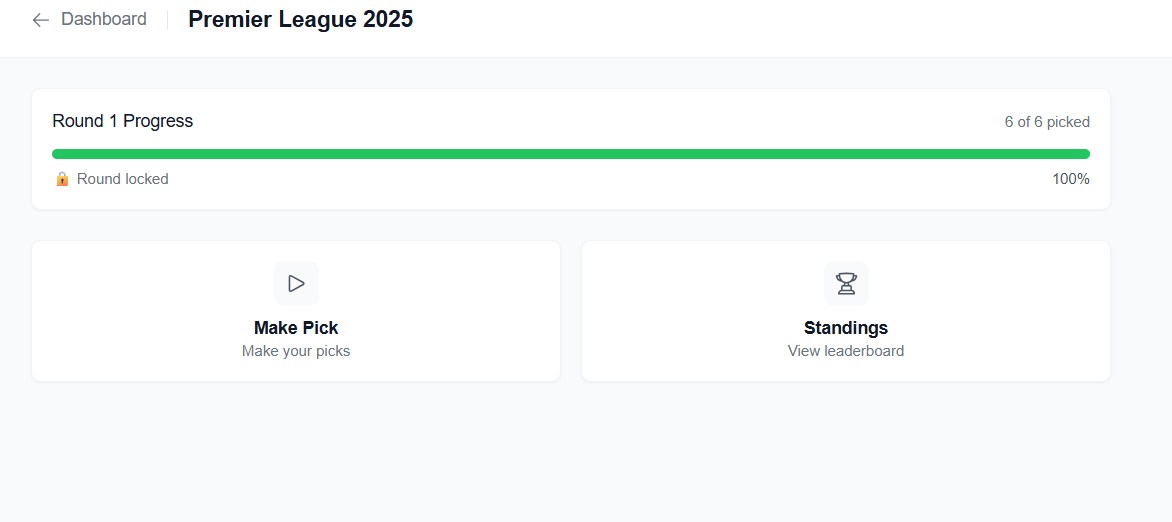 Dashboard
Premier League 2025
Round 1 Progress
6 of 6 picked
Round locked
100%
Make Pick
Make your picks
Standings
View leaderboard